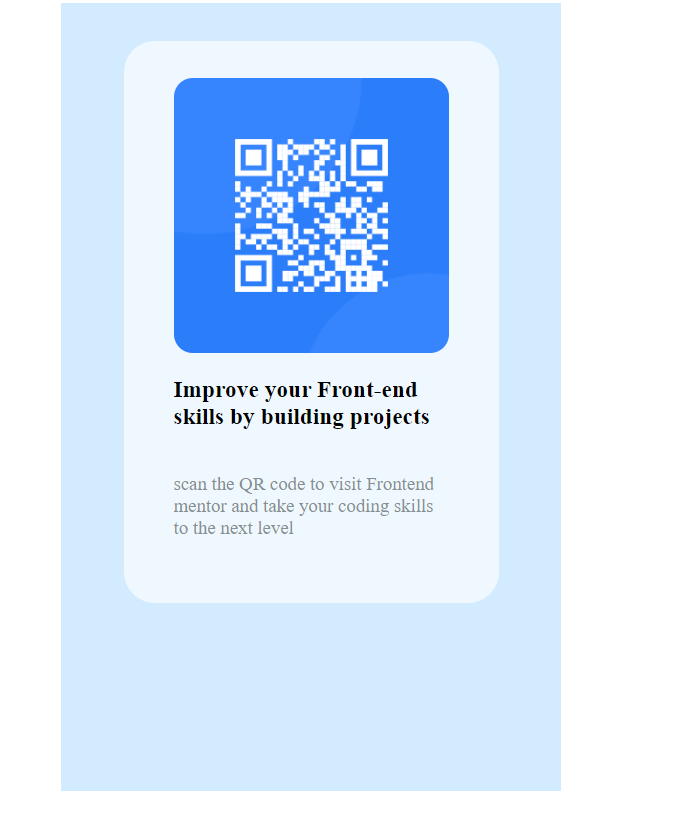 Improve your Front-end
skills by building projects
scan the QR code to visit Frontend
mentor and take your coding skills
to the next level